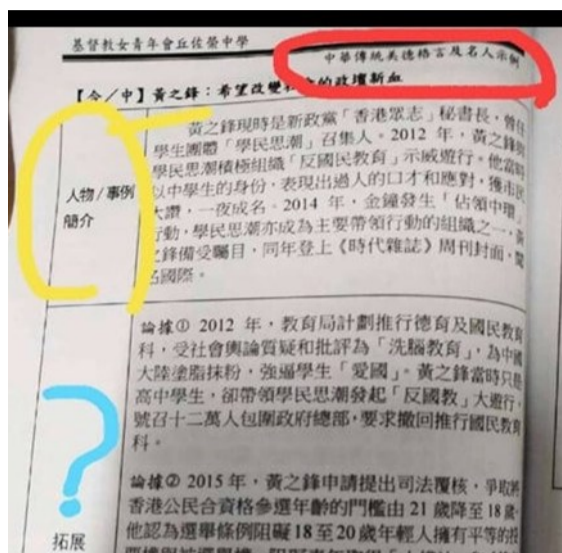 基督教女青年會丘佐榮中學
中華傳統美德格言及名人示例
【今/中】黃之鋒:希望改變社會的政壇新血
人物/事例
簡介
黃之鋒現時是新政黨「香港眾志」秘書長,曾任
學生團體「學民思潮」召集人。2012 年,黃之鋒與
學民思潮積極組織「反國民教育」示威遊行。他當時
以中學生的身份,表現出過人的口才和應對,獲市民
大讚,一夜成名。2014 年,金鐘發生「佔領中環」
行動,學民思潮亦成為主要帶領行動的組織之一,黃
之鋒備受矚目,同年登上《時代雜誌》周刊封面,聞
名國際。
論據① 2012 年,教育局計劃推行德育及國民教育
科,受社會輿論質疑和批評為「洗腦教育」,為中國
大陸塗脂抹粉,強逼學生「愛國」。黃之鋒當時只是
高中學生,卻帶領學民思潮發起「反國教」大遊行,
號召十二萬人包圍政府總部,要求撤回推行國民教育
科。
論據② 2015 年,黃之鋒申請提出司法覆核,爭取將
香港公民合資格參選年齡的門檻由 21 歲降至 18 歲。
他認為選舉條例阻礙 18 至 20 歲年輕人擁有平等的投
拓展